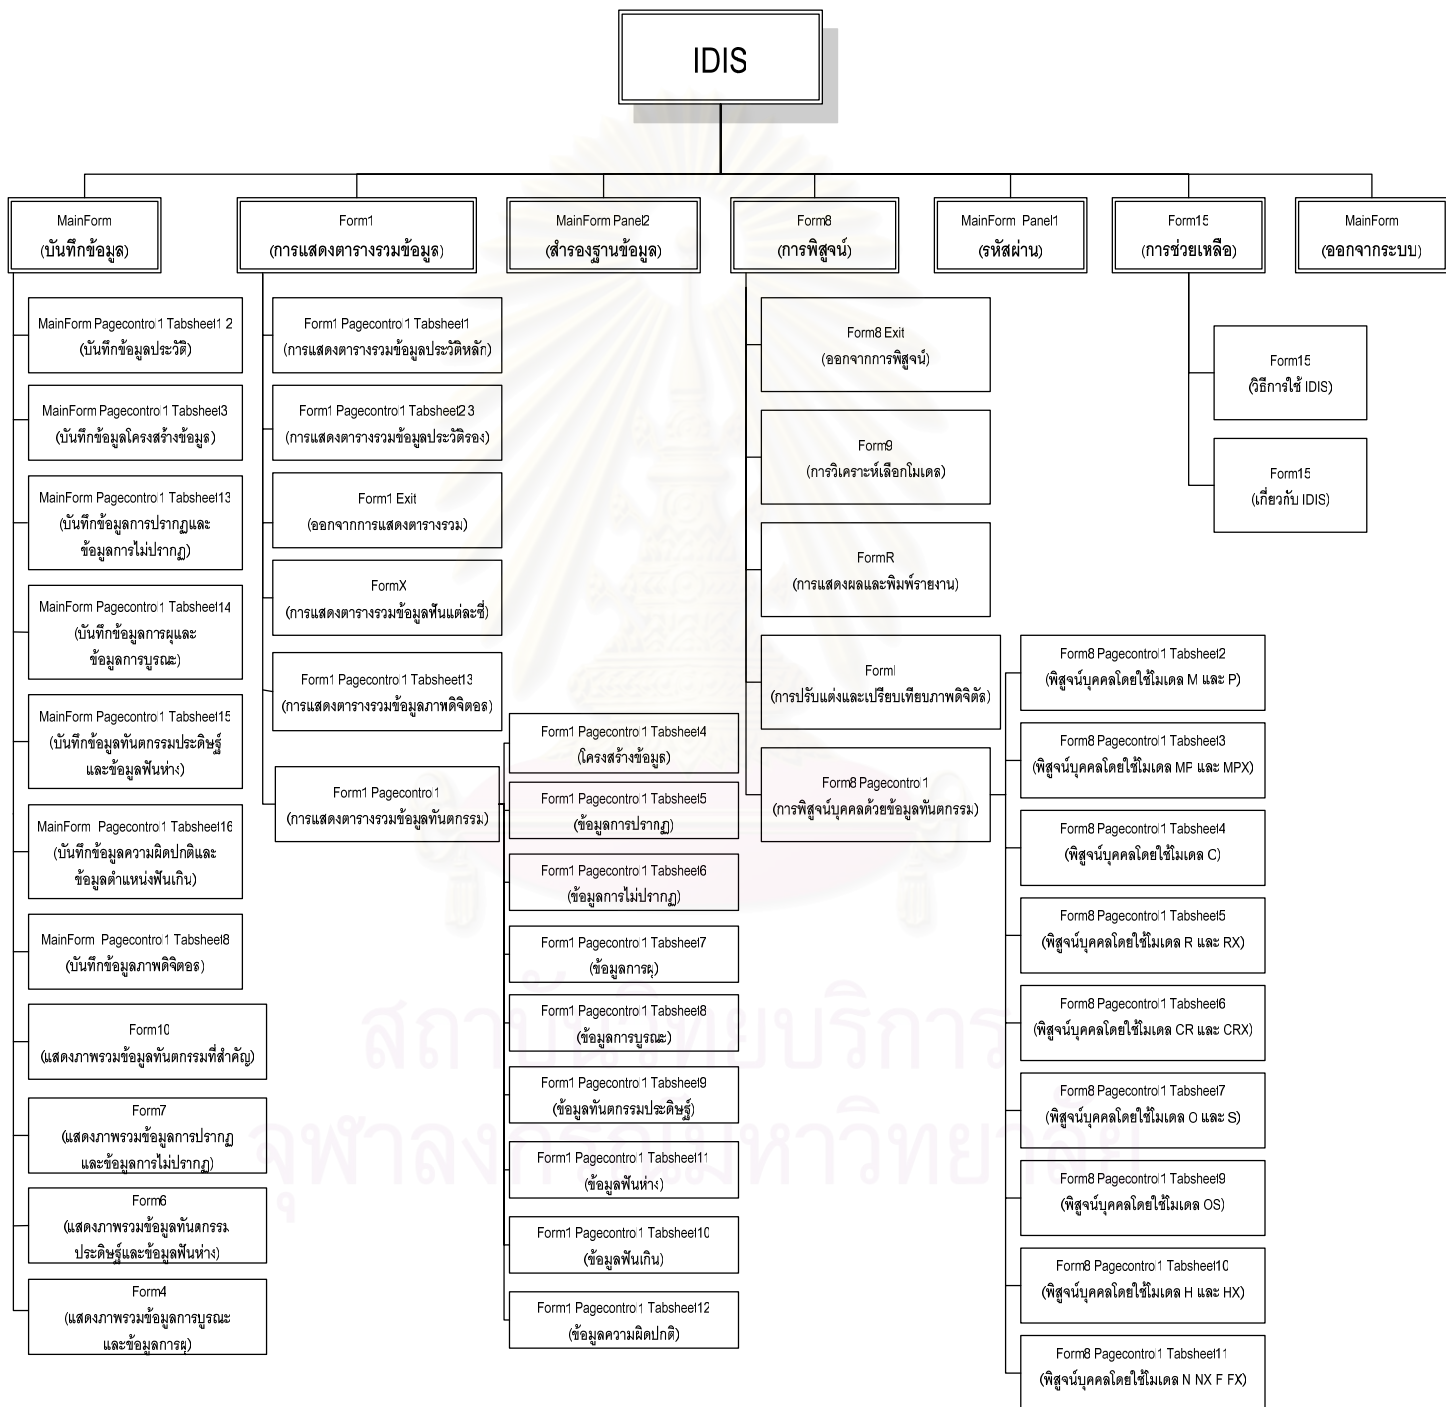 IDIS
MainForm
(บันทึกข้อมูล)
Form1
(การแสดงตารางรวมข้อมูล)
MainForm Panel2
(สำรองฐานข้อมูล)
Form8
(การพิสูจน์)
MainForm Panel1
(รหัสผ่าน)
Form15
(การช่วยเหลือ)
MainForm
(ออกจากระบบ)
MainForm Pagecontrol1 Tabsheet1 2
(บันทึกข้อมูลประวัติ)
MainForm Pagecontrol1 Tabsheet3
(บันทึกข้อมูลโครงสร้างข้อมูล)
MainForm Pagecontrol1 Tabsheet13
(บันทึกข้อมูลการปรากฏและ
ข้อมูลการไม่ปรากฏ)
MainForm Pagecontrol1 Tabsheet14
(บันทึกข้อมูลการผุและ
ข้อมูลการบูรณะ)
MainForm Pagecontrol1 Tabsheet15
(บันทึกข้อมูลทันตกรรมประดิษฐ์
และข้อมูลฟันห่าง)
MainForm Pagecontrol1 Tabsheet16
(บันทึกข้อมูลความผิดปกติและ
ข้อมูลตำแหน่งฟันเกิน)
MainForm Pagecontrol1 Tabsheet8
(บันทึกข้อมูลภาพดิจิตอล)
Form10
(แสดงภาพรวมข้อมูลทันตกรรมที่สำคัญ)
Form7
(แสดงภาพรวมข้อมูลการปรากฏ
และข้อมูลการไม่ปรากฏ)
Form6
(แสดงภาพรวมข้อมูลทันตกรรม
ประดิษฐ์และข้อมูลฟันห่าง)
Form4
(แสดงภาพรวมข้อมูลการบูรณะ
และข้อมูลการผุ)
Form1 Pagecontrol1 Tabsheet1
(การแสดงตารางรวมข้อมูลประวัติหลัก)
Form1 Pagecontrol1 Tabsheet2 3
(การแสดงตารางรวมข้อมูลประวัติรอง)
Form1 Exit
(ออกจากการแสดงตารางรวม)
FormX
(การแสดงตารางรวมข้อมูลฟันแต่ละซี่)
Form1 Pagecontrol1 Tabsheet13
(การแสดงตารางรวมข้อมูลภาพดิจิตอล)
Form1 Pagecontrol1
(การแสดงตารางรวมข้อมูลทันตกรรม)
Form1 Pagecontrol1 Tabsheet4
(โครงสร้างข้อมูล)
Form1 Pagecontrol1 Tabsheet5
(ข้อมูลการปรากฏ)
Form1 Pagecontrol1 Tabsheet6
(ข้อมูลการไม่ปรากฏ)
Form1 Pagecontrol1 Tabsheet7
(ข้อมูลการผุ)
Form1 Pagecontrol1 Tabsheet8
(ข้อมูลการบูรณะ)
Form1 Pagecontrol1 Tabsheet9
(ข้อมูลทันตกรรมประดิษฐ์)
Form1 Pagecontrol1 Tabsheet11
(ข้อมูลฟันห่าง)
Form1 Pagecontrol1 Tabsheet10
(ข้อมูลฟันเกิน)
Form1 Pagecontrol1 Tabsheet12
(ข้อมูลความผิดปกติ)
Form8 Exit
(ออกจากการพิสูจน์)
Form9
(การวิเคราะห์เลือกโมเดล)
FormR
(การแสดงผลและพิมพ์รายงาน)
FormI
(การปรับแต่งและเปรียบเทียบภาพดิจิตัล)
Form8 Pagecontrol1
(การพิสูจน์บุคคลด้วยข้อมูลทันตกรรม)
Form8 Pagecontrol1 Tabsheet2
(พิสูจน์บุคคลโดยใช้โมเดล M และ P)
Form8 Pagecontrol1 Tabsheet3
(พิสูจน์บุคคลโดยใช้โมเดล MP และ MPX)
Form8 Pagecontrol1 Tabsheet4
(พิสูจน์บุคคลโดยใช้โมเดล C)
Form8 Pagecontrol1 Tabsheet5
(พิสูจน์บุคคลโดยใช้โมเดล R และ RX)
Form8 Pagecontrol1 Tabsheet6
(พิสูจน์บุคคลโดยใช้โมเดล CR และ CRX)
Form8 Pagecontrol1 Tabsheet7
(พิสูจน์บุคคลโดยใช้โมเดล O และ S)
Form8 Pagecontrol1 Tabsheet9
(พิสูจน์บุคคลโดยใช้โมเดล OS)
Form8 Pagecontrol1 Tabsheet10
(พิสูจน์บุคคลโดยใช้โมเดล H และ HX)
Form8 Pagecontrol1 Tabsheet11
(พิสูจน์บุคคลโดยใช้โมเดล N NX F FX)
Form15
(วิธีการใช้ IDIS)
Form15
(เกี่ยวกับ IDIS)
สถาบันวิทยบริการ
จุฬาลงกรณ์มหาวิทยาลัย